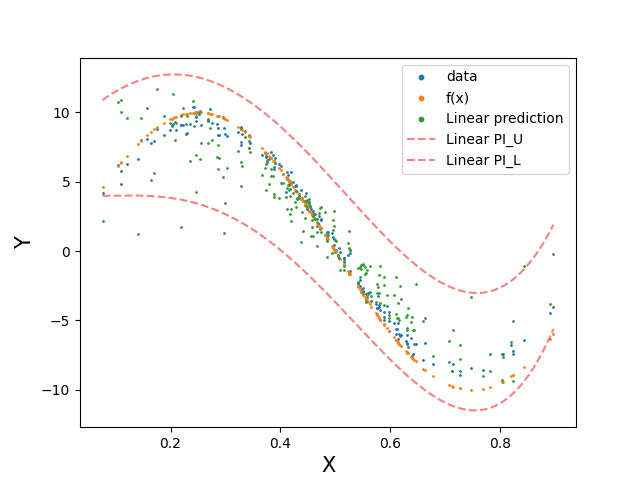 data
f(x)
Linear prediction
Linear PI_U
Linear PI_L
10
5
0
−5
−10
Y
0.2
0.4
0.6
0.8
X